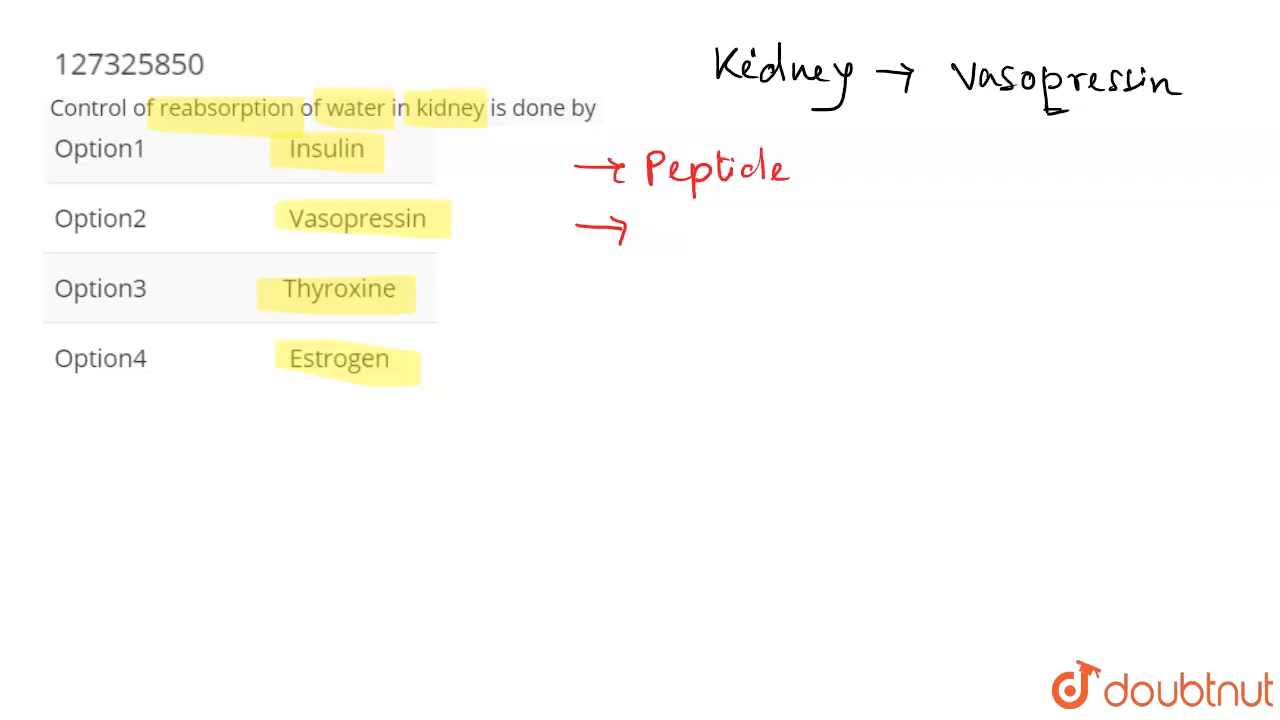 127325850
Kidney → Vasopressin
Control of reabsorption of water in kidney is done by
Option1 Insulin
→ Peptide
Option2 Vasopressin
→
Option3 Thyroxine
Option4 Estrogen
doubtnut